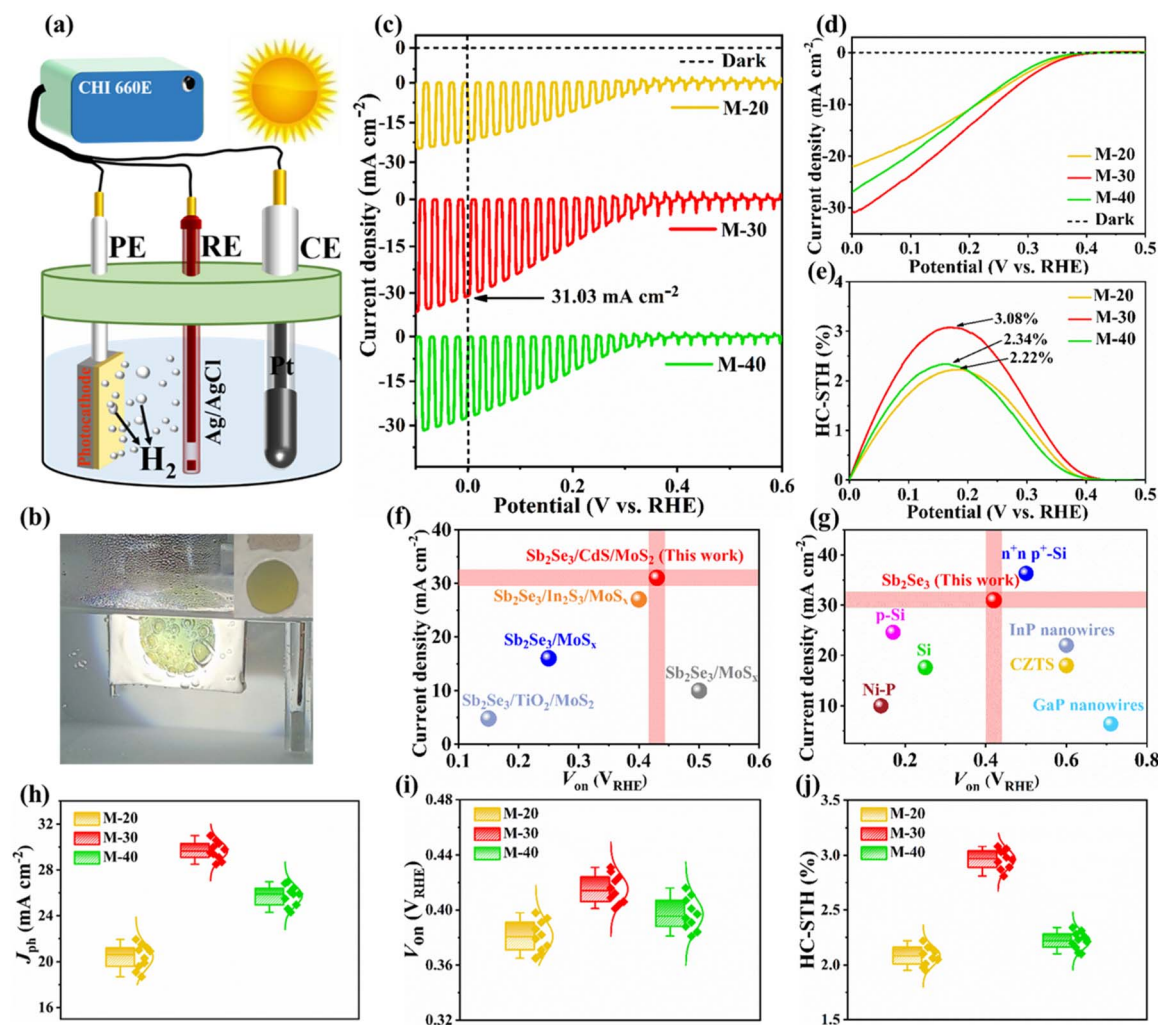 (a)
CHI 660E
PE
RE
CE
Photocathode
H₂
Ag/AgCl
Pt
(b)
(c)
Current density (mA cm⁻²)
0
0
-15
-30
0
-15
-30
0
-15
-30
Dark
M-20
M-30
31.03 mA cm⁻²
M-40
0.0 0.2 0.4 0.6
Potential (V vs. RHE)
(d)
Current density (mA cm⁻²)
0
-10
-20
-30
M-20
M-30
M-40
Dark
0.0 0.1 0.2 0.3 0.4 0.5
Potential (V vs. RHE)
(e)
HC-STH (%)
4
3
2
1
0
M-20
M-30
M-40
3.08%
2.34%
2.22%
0.0 0.1 0.2 0.3 0.4 0.5
Potential (V vs. RHE)
(f)
Current density (mA cm⁻²)
40
30
20
10
0
Sb₂Se₃/CdS/MoS₂ (This work)
Sb₂Se₃/In₂S₃/MoSₓ
Sb₂Se₃/MoSₓ
Sb₂Se₃/MoSₓ
Sb₂Se₃/TiO₂/MoS₂
0.1 0.2 0.3 0.4 0.5 0.6
Von (VRHE)
(g)
Current density (mA cm⁻²)
40
30
20
10
n⁺n p⁺-Si
Sb₂Se₃ (This work)
p-Si
InP nanowires
Si
CZTS
Ni-P
GaP nanowires
0.2 0.4 0.6 0.8
Von (VRHE)
(h)
Jph (mA cm⁻²)
32
28
24
20
16
M-20
M-30
M-40
(i)
Von (VRHE)
0.48
0.44
0.40
0.36
0.32
M-20
M-30
M-40
(j)
HC-STH (%)
3.5
3.0
2.5
2.0
1.5
M-20
M-30
M-40